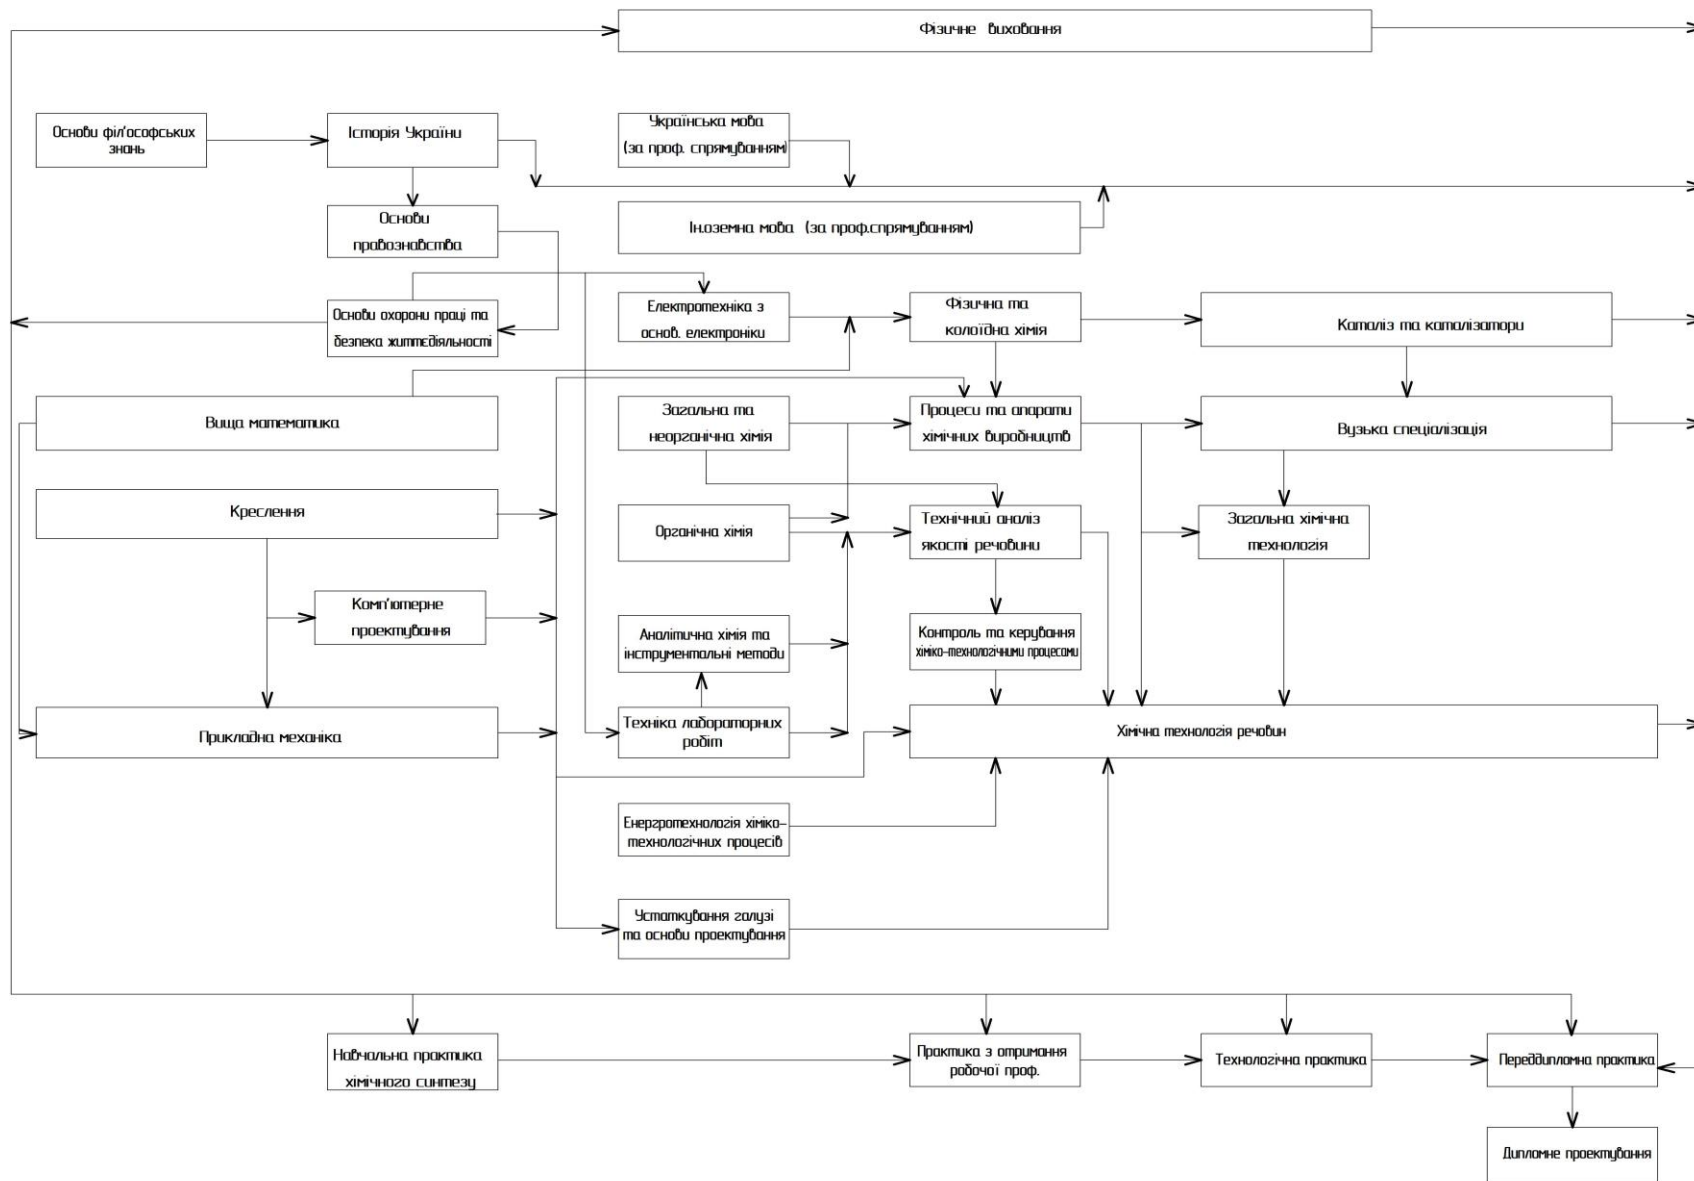 Фізичне виховання
Основи філ'ософських
знань
Історія України
Українська мова
(за проф. спрямуванням)
Основи
правознавства
Ін.оземна мова (за проф.спрямуванням)
Основи охорони праці та
безпека життєдіяльності
Електротехніка з
основ. електроніки
Фізична та
колоїдна хімія
Каталіз та каталізатори
Вища математика
Загальна та
неорганічна хімія
Процеси та апарати
хімічних виробництв
Вузька спеціалізація
Креслення
Органічна хімія
Технічний аналіз
якості речовини
Загальна хімічна
технологія
Комп'ютерне
проектування
Аналітична хімія та
інструментальні методи
Контроль та керування
хіміко-технологічними процесами
Прикладна механіка
Техніка лабораторних
робіт
Хімічна технологія речовин
Енергротехнологія хіміко-
технологічних процесів
Устаткування галузі
та основи проектування
Навчальна практика
хімічного синтезу
Практика з отримання
робочої проф.
Технологічна практика
Переддипломна практика
Дипломне проектування